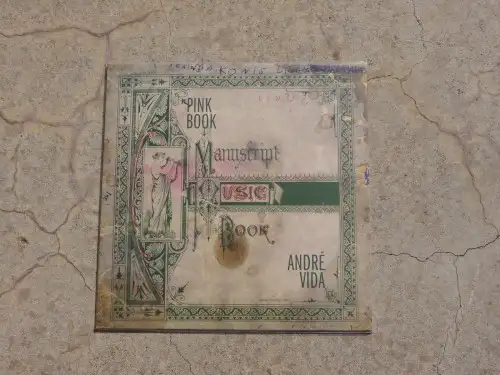 PINK
BOOK
Manuscript
MUSIC
Book
ANDRÉ
VIDA